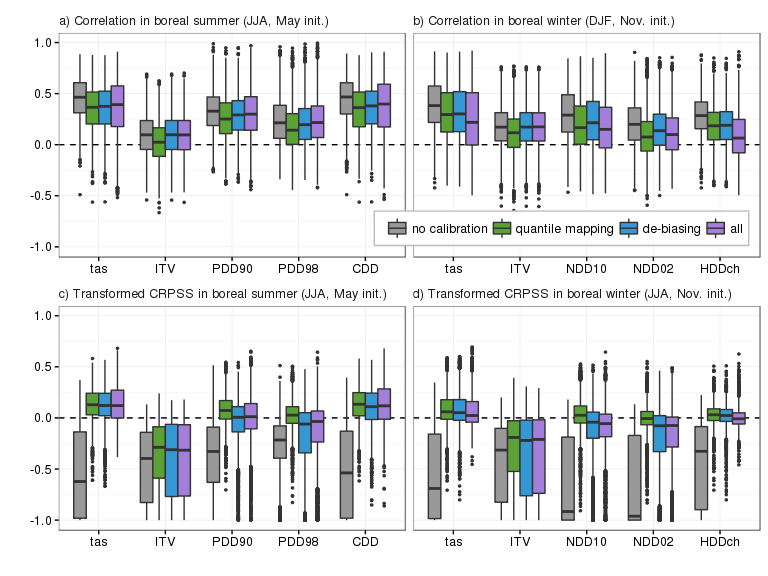 a) Correlation in boreal summer (JJA, May init.)
b) Correlation in boreal winter (DJF, Nov. init.)
1.0
0.5
0.0
-0.5
-1.0
no calibration quantile mapping de-biasing all
tas ITV PDD90 PDD98 CDD
tas ITV NDD10 NDD02 HDDch
c) Transformed CRPSS in boreal summer (JJA, May init.)
d) Transformed CRPSS in boreal winter (JJA, Nov. init.)
1.0
0.5
0.0
-0.5
-1.0
tas ITV PDD90 PDD98 CDD
tas ITV NDD10 NDD02 HDDch